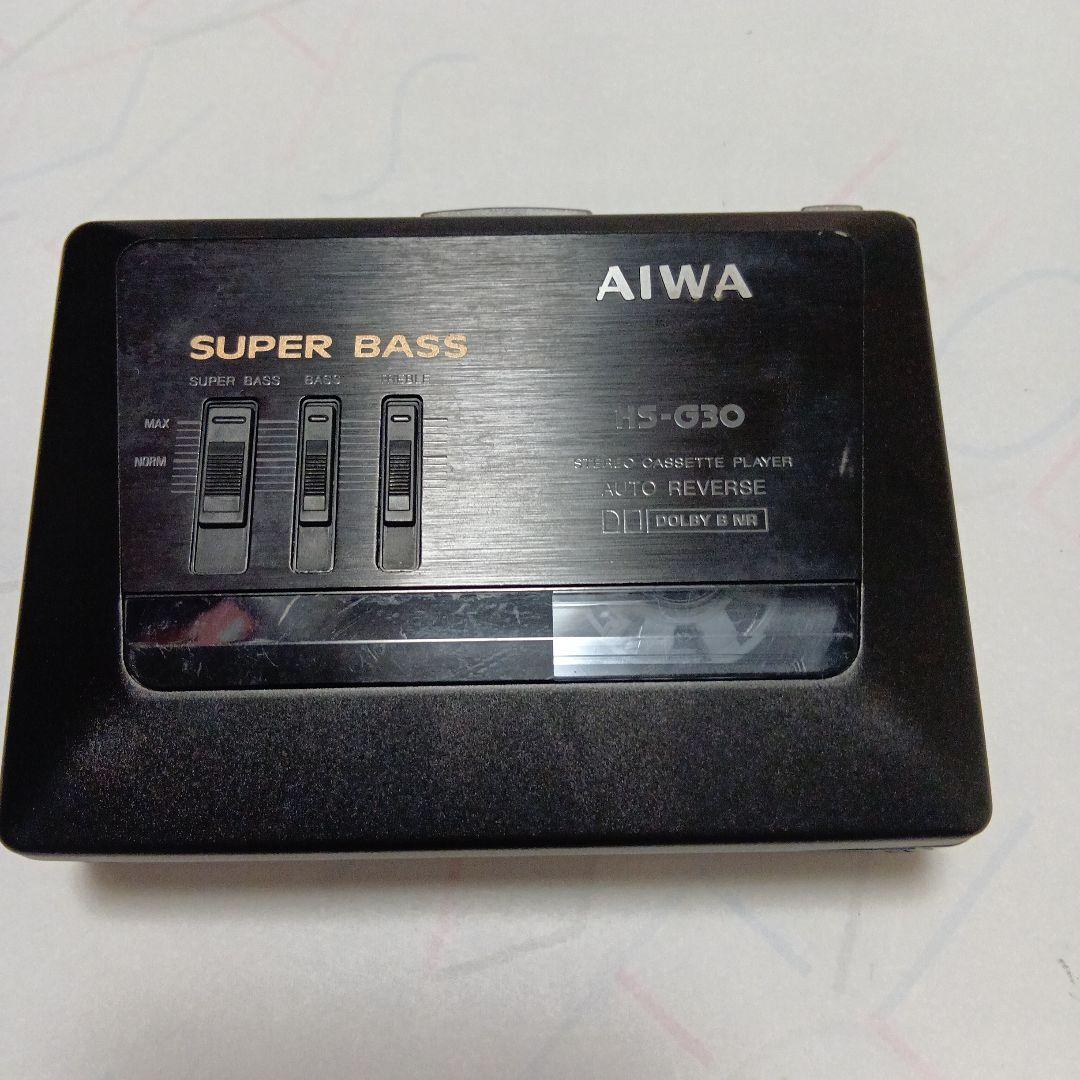 AIWA
SUPER BASS
SUPER BASS BASS TREBLE
MAX
NORM
HS-G30
STEREO CASSETTE PLAYER
AUTO REVERSE
DOLBY B NR